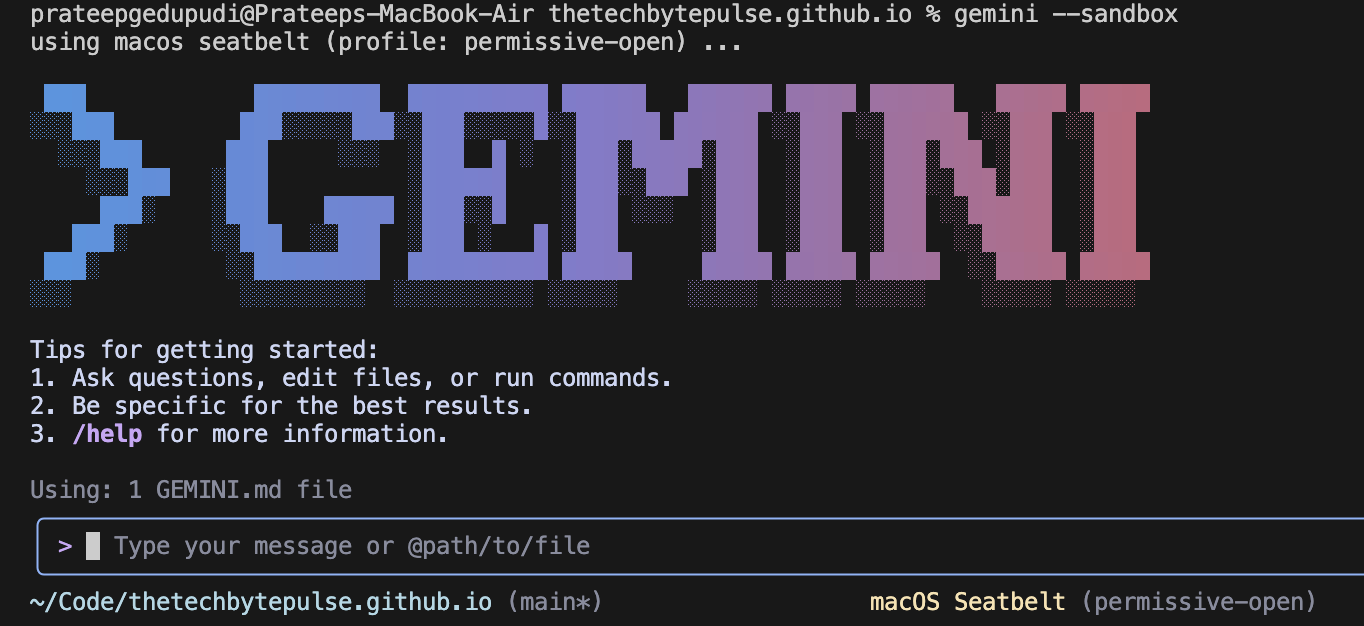 prateepgedupudi@Prateeps-MacBook-Air thetechbytepulse.github.io % gemini --sandbox
using macos seatbelt (profile: permissive-open) ...
> GEMINI
Tips for getting started:
1. Ask questions, edit files, or run commands.
2. Be specific for the best results.
3. /help for more information.
Using: 1 GEMINI.md file
> Type your message or @path/to/file
~/Code/thetechbytepulse.github.io (main*) macOS Seatbelt (permissive-open)